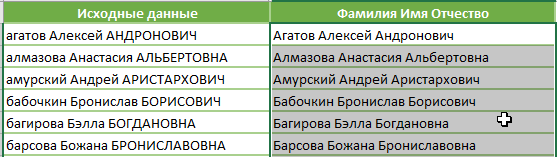 Исходные данные Фамилия Имя Отчество
агатов Алексей АНДРОНОВИЧ Агатов Алексей Андронович
алмазова Анастасия АЛЬБЕРТОВНА Алмазова Анастасия Альбертовна
амурский Андрей АРИСТАРХОВИЧ Амурский Андрей Аристархович
бабочкин Бронислав БОРИСОВИЧ Бабочкин Бронислав Борисович
багирова Бэлла БОГДАНОВНА Багирова Бэлла Богдановна
барсова Божана БРОНИСЛАВОВНА Барсова Божана Брониславовна